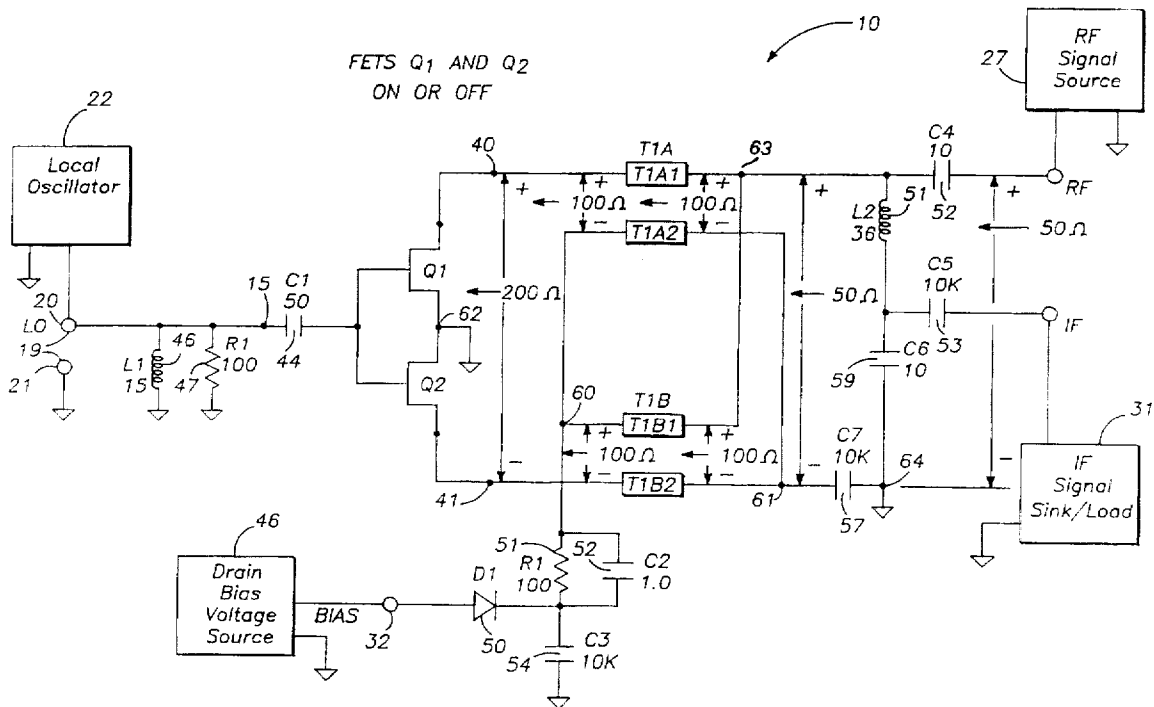 10
RF
Signal
Source
27
FETS Q1 AND Q2
ON OR OFF
22
Local
Oscillator
40
T1A
T1A1
63
C4
10
52
RF
+
100Ω
+
100Ω
+
+
51
L2
36
+
50Ω
-
T1A2
-
Q1
200Ω
50Ω
C5
10K
53
IF
20
LO
19
21
15
C1
50
44
62
L1
15
46
R1
100
47
Q2
60
T1B
T1B1
59
C6
10
31
+
100Ω
+
100Ω
-
-
-
41
T1B2
61
-
C7
10K
57
64
-
IF
Signal
Sink/Load
46
Drain
Bias
Voltage
Source
BIAS
32
D1
50
51
R1
100
52
C2
1.0
54
C3
10K